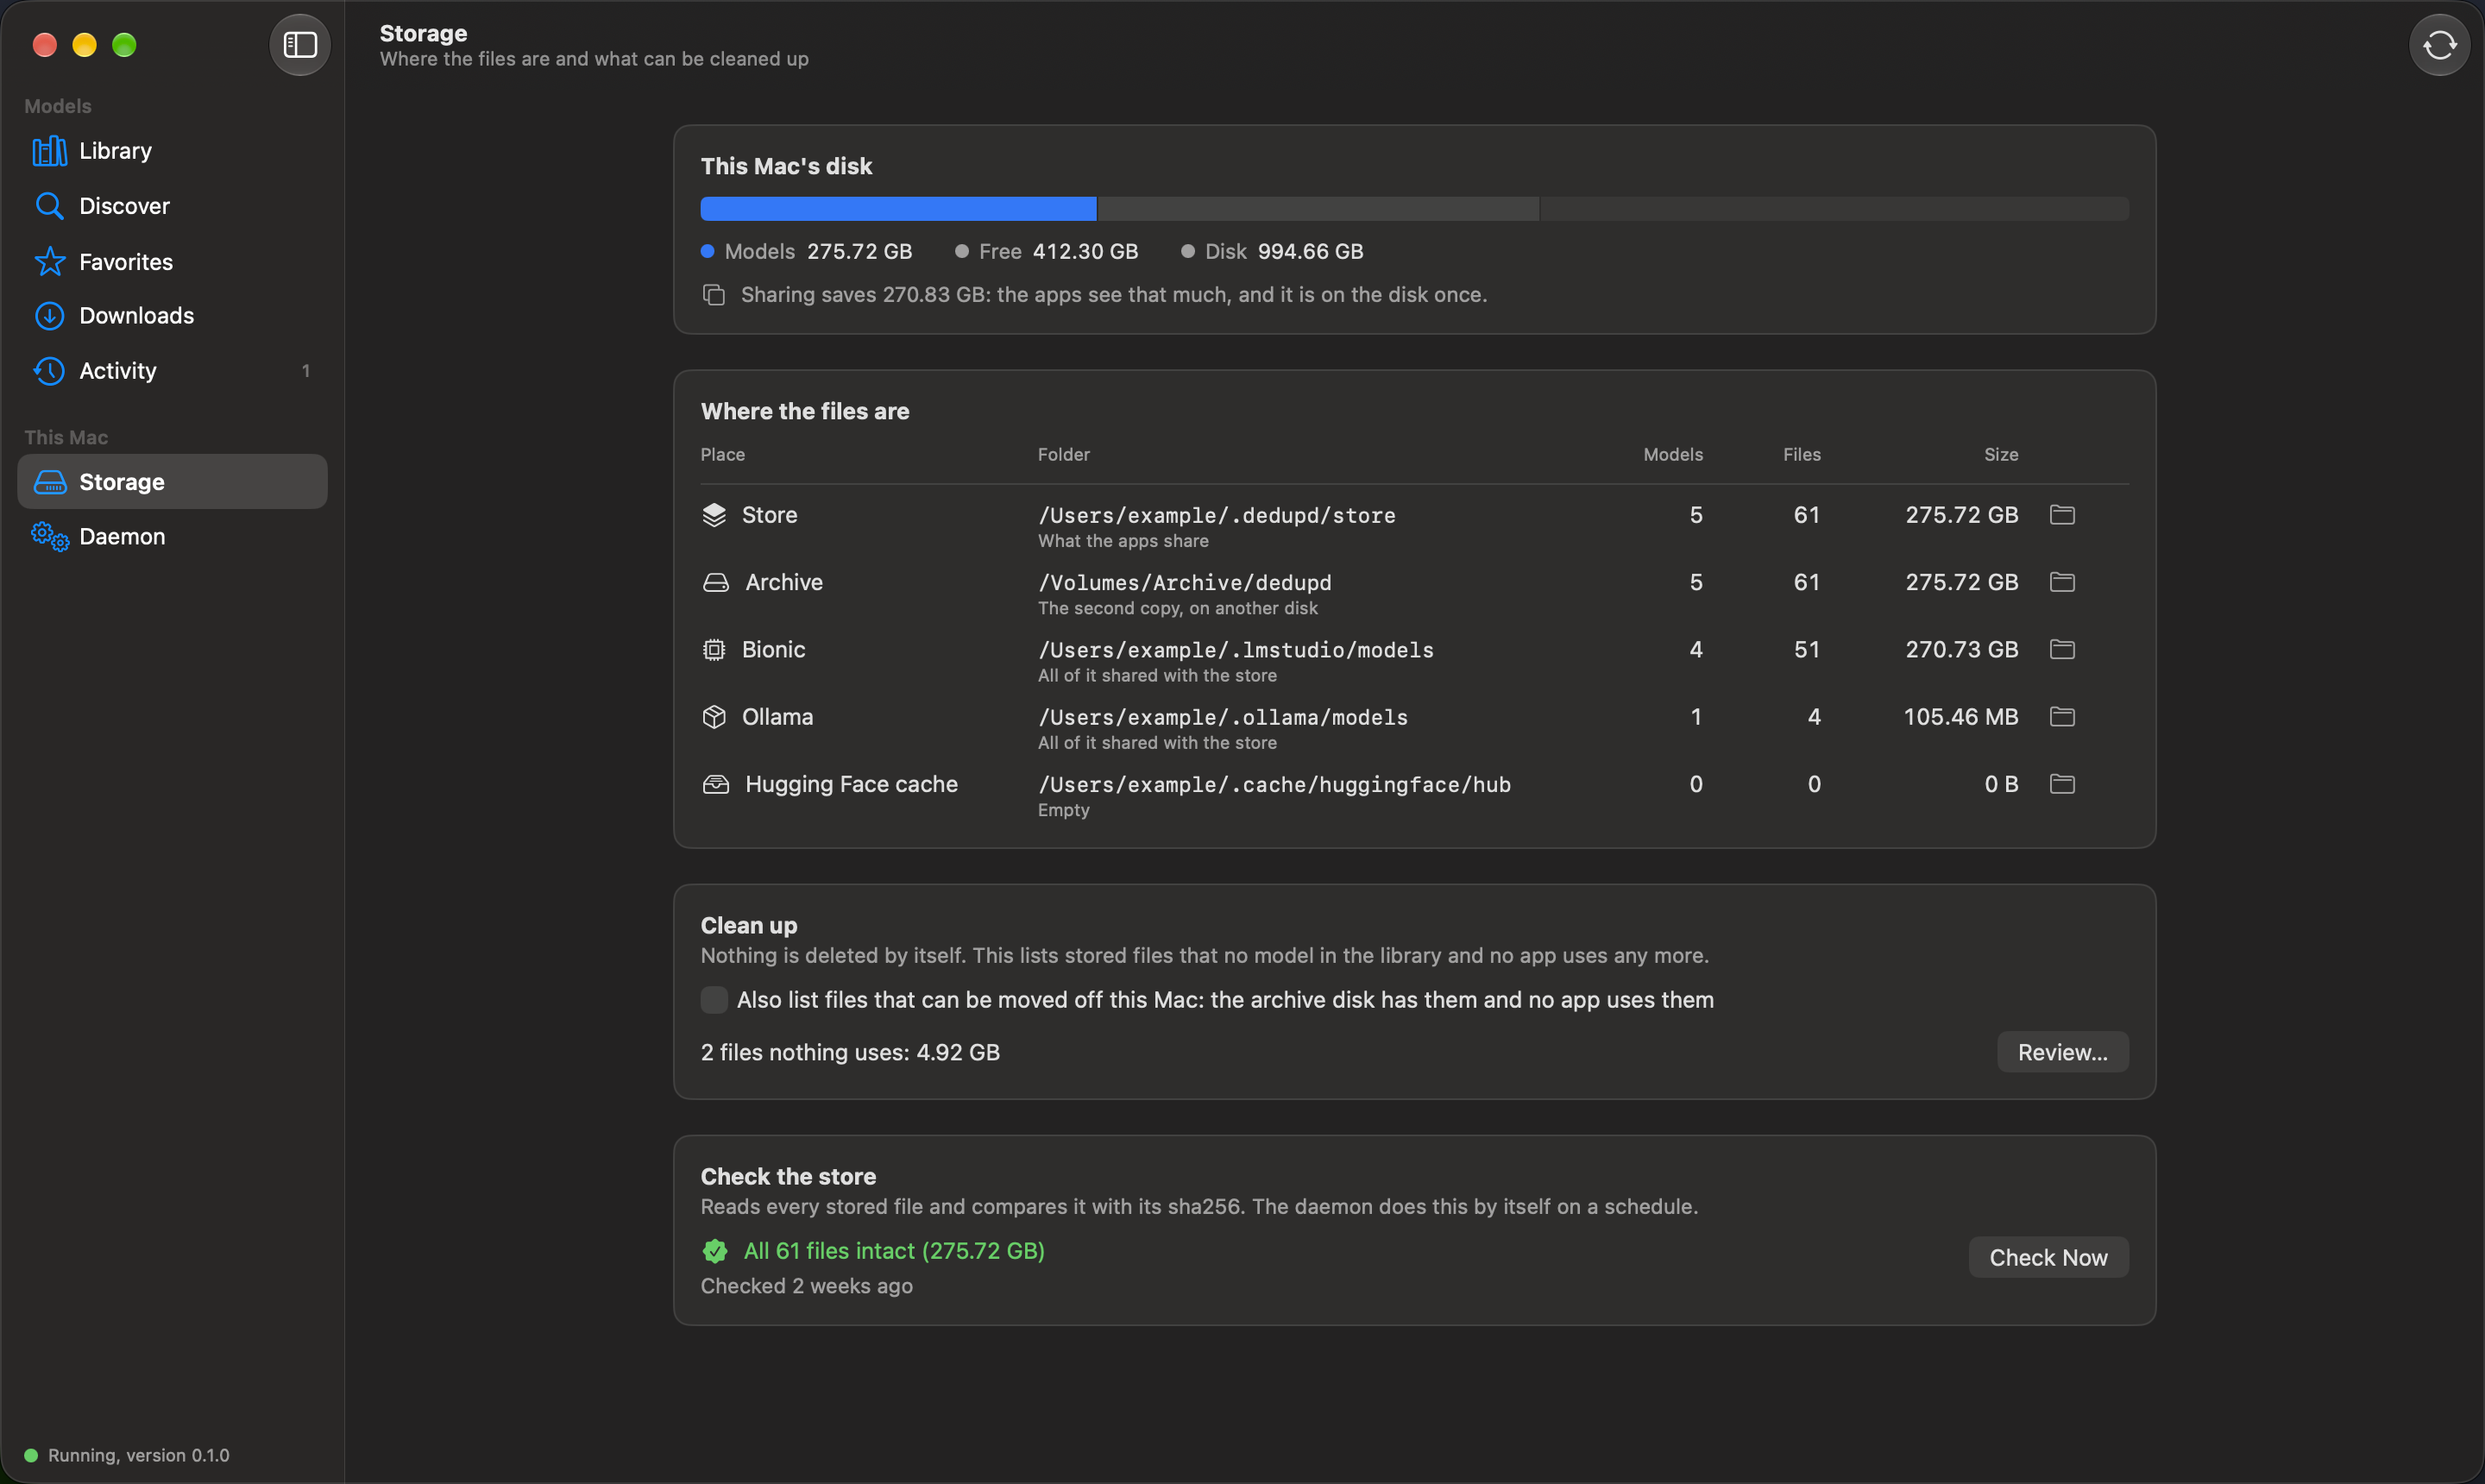 Storage
Where the files are and what can be cleaned up
Models
Library
Discover
Favorites
Downloads
Activity 1
This Mac
Storage
Daemon
Running, version 0.1.0
This Mac's disk
Models 275.72 GB Free 412.30 GB Disk 994.66 GB
Sharing saves 270.83 GB: the apps see that much, and it is on the disk once.
Where the files are
Place Folder Models Files Size
Store /Users/example/.dedupd/store 5 61 275.72 GB
What the apps share
Archive /Volumes/Archive/dedupd 5 61 275.72 GB
The second copy, on another disk
Bionic /Users/example/.lmstudio/models 4 51 270.73 GB
All of it shared with the store
Ollama /Users/example/.ollama/models 1 4 105.46 MB
All of it shared with the store
Hugging Face cache /Users/example/.cache/huggingface/hub 0 0 0 B
Empty
Clean up
Nothing is deleted by itself. This lists stored files that no model in the library and no app uses any more.
Also list files that can be moved off this Mac: the archive disk has them and no app uses them
2 files nothing uses: 4.92 GB Review...
Check the store
Reads every stored file and compares it with its sha256. The daemon does this by itself on a schedule.
All 61 files intact (275.72 GB)
Check Now
Checked 2 weeks ago